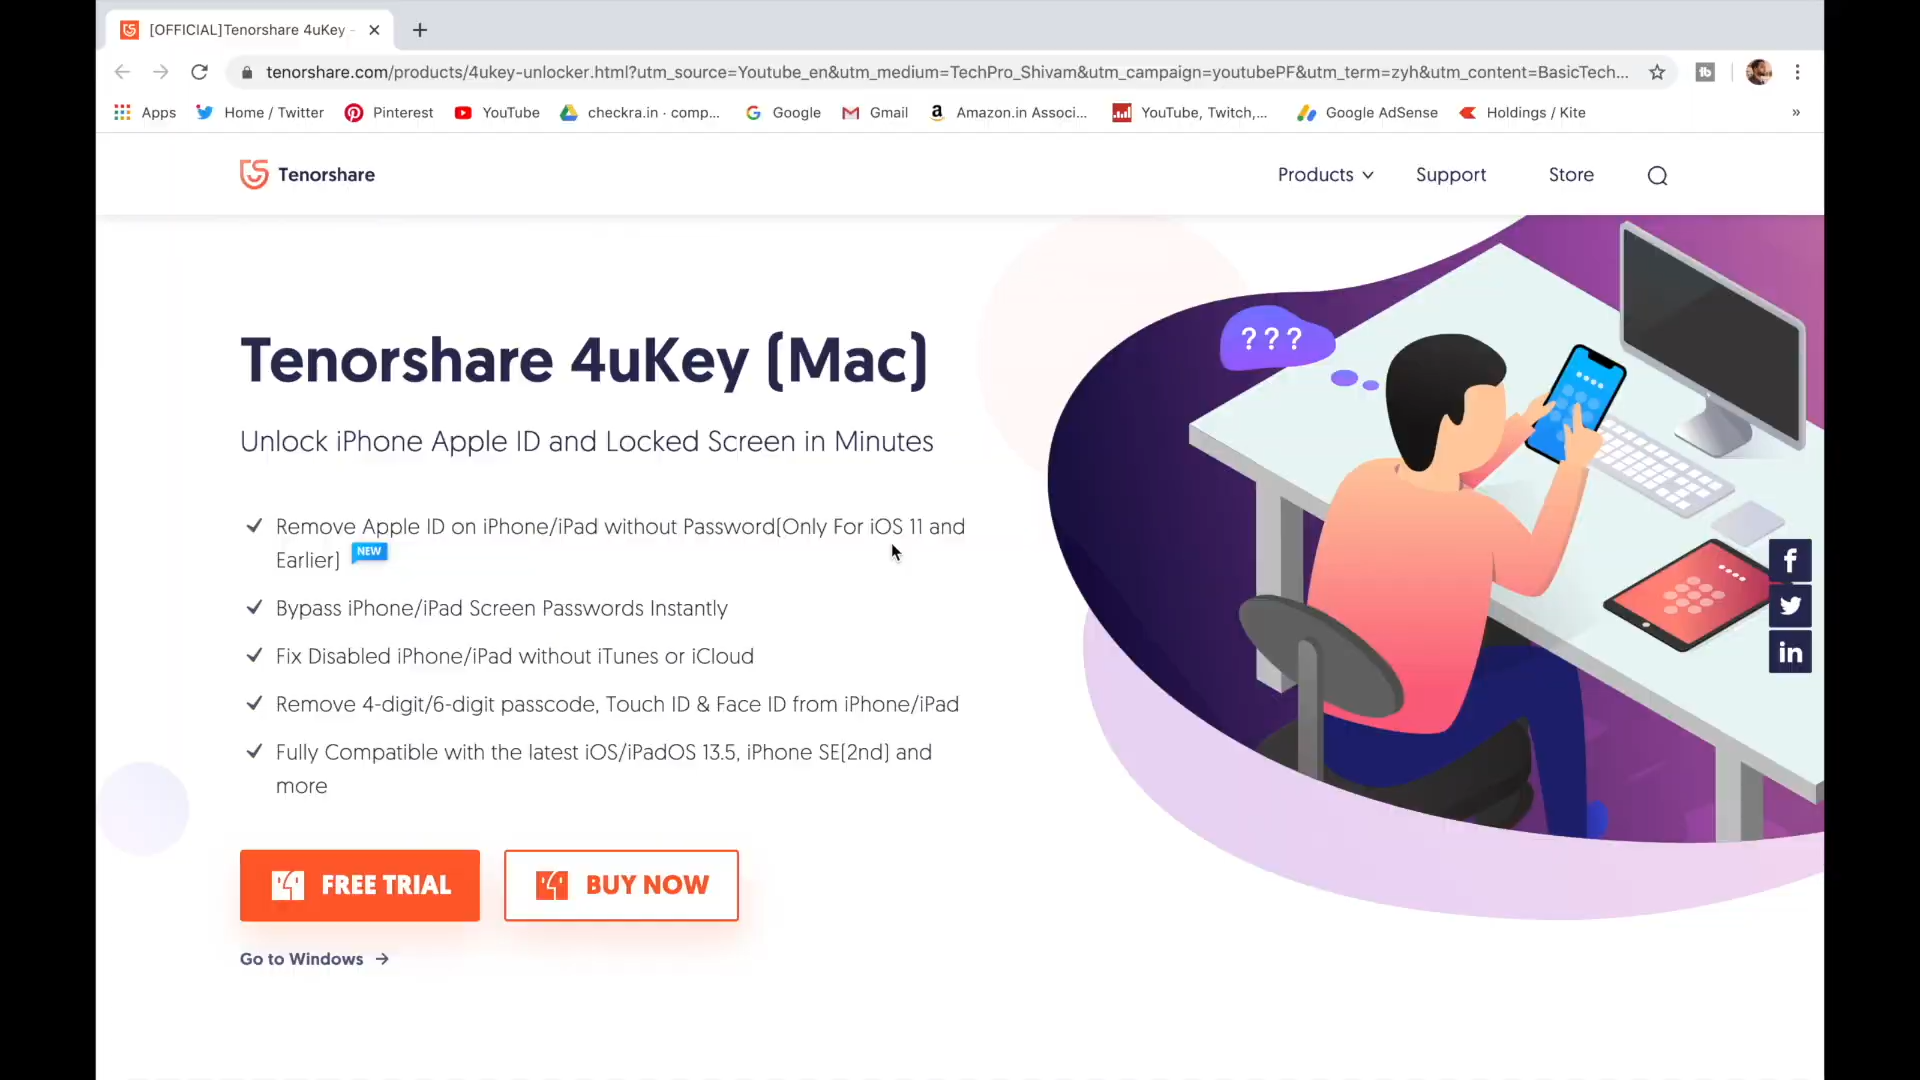 [OFFICIAL]Tenorshare 4uKey -
tenorshare.com/products/4ukey-unlocker.html?utm_source=Youtube_en&utm_medium=TechPro_Shivam&utm_campaign=youtubePF&utm_term=zyh&utm_content=BasicTech...
Apps Home / Twitter Pinterest YouTube checkra.in · comp... Google Gmail Amazon.in Associ... YouTube, Twitch,... Google AdSense Holdings / Kite »
Tenorshare Products Support Store
???
Tenorshare 4uKey (Mac)
Unlock iPhone Apple ID and Locked Screen in Minutes
Remove Apple ID on iPhone/iPad without Password(Only For iOS 11 and
Earlier) NEW
Bypass iPhone/iPad Screen Passwords Instantly
Fix Disabled iPhone/iPad without iTunes or iCloud
Remove 4-digit/6-digit passcode, Touch ID & Face ID from iPhone/iPad
Fully Compatible with the latest iOS/iPadOS 13.5, iPhone SE(2nd) and
more
FREE TRIAL BUY NOW
Go to Windows →